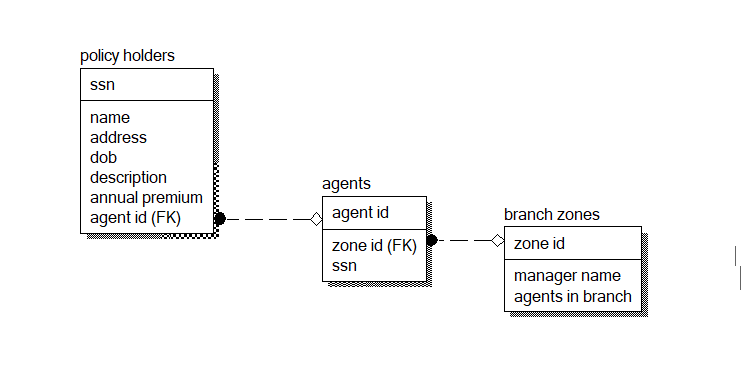 policy holders
ssn
name
address
dob
description
annual premium
agent id (FK)
agents
agent id
zone id (FK)
ssn
branch zones
zone id
manager name
agents in branch